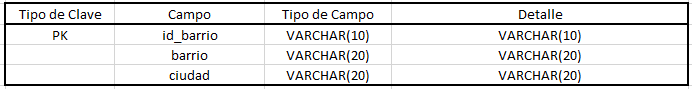 Tipo de Clave Campo Tipo de Campo Detalle
PK id_barrio VARCHAR(10) VARCHAR(10)
barrio VARCHAR(20) VARCHAR(20)
ciudad VARCHAR(20) VARCHAR(20)